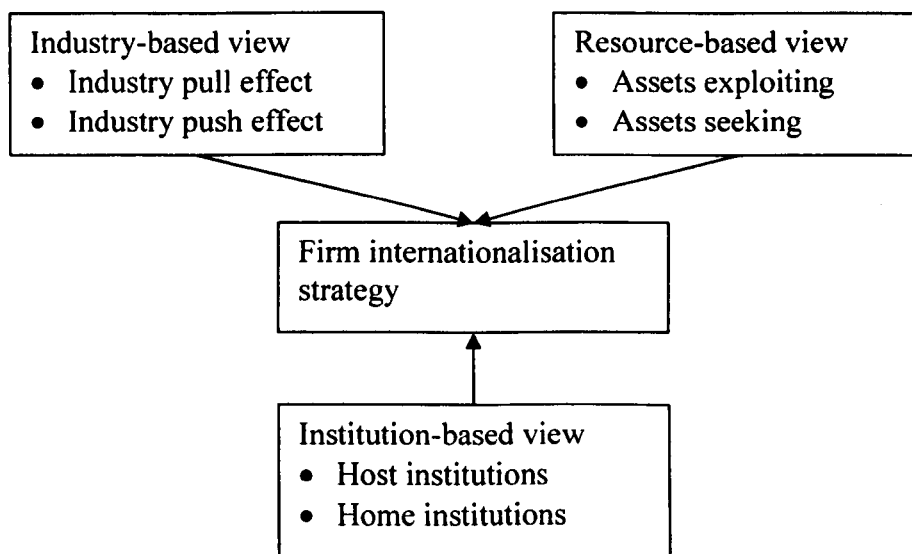 Industry-based view
• Industry pull effect
• Industry push effect
Resource-based view
• Assets exploiting
• Assets seeking
Firm internationalisation
strategy
Institution-based view
• Host institutions
• Home institutions